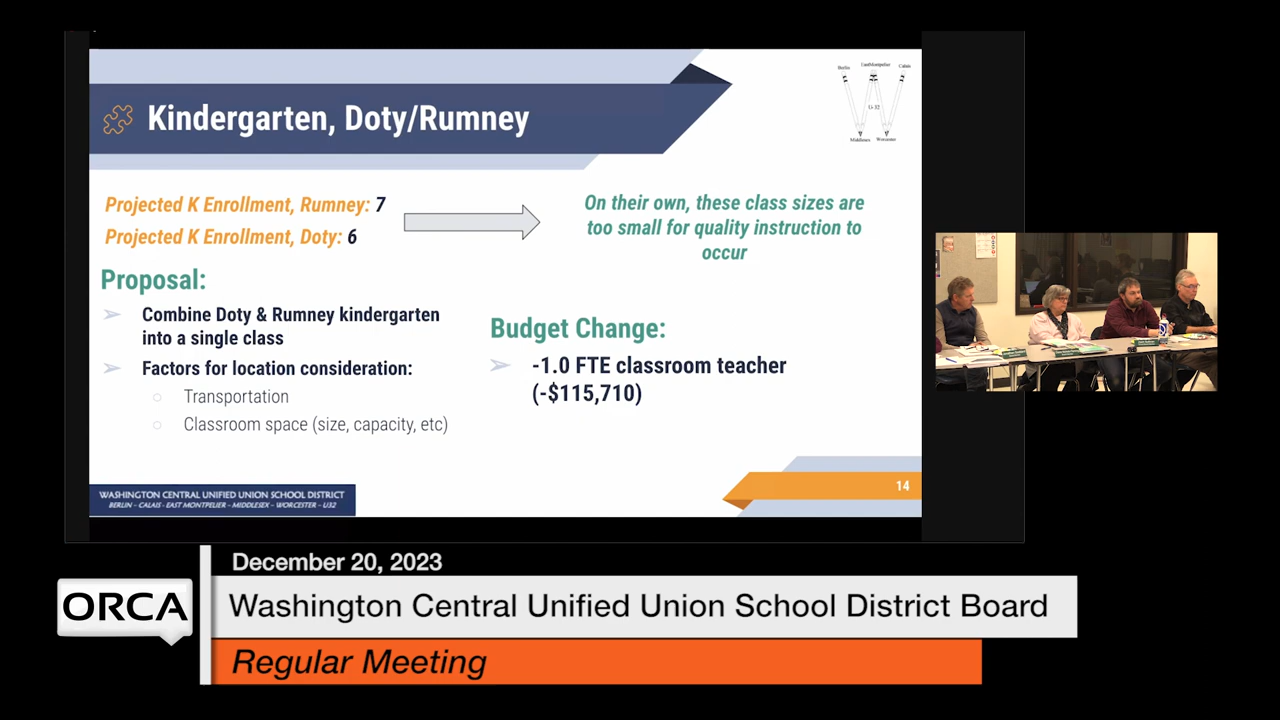 Kindergarten, Doty/Rumney
Berlin
EastMontpelier
Calais
U-32
Middlesex
Worcester
Projected K Enrollment, Rumney: 7
Projected K Enrollment, Doty: 6
On their own, these class sizes are
too small for quality instruction to
occur
Proposal:
➢ Combine Doty & Rumney kindergarten
into a single class
➢ Factors for location consideration:
○ Transportation
○ Classroom space (size, capacity, etc)
Budget Change:
➢ -1.0 FTE classroom teacher
(-$115,710)
14
WASHINGTON CENTRAL UNIFIED UNION SCHOOL DISTRICT
BERLIN – CALAIS - EAST MONTPELIER – MIDDLESEX – WORCESTER – U32
December 20, 2023
ORCA
Washington Central Unified Union School District Board
Regular Meeting